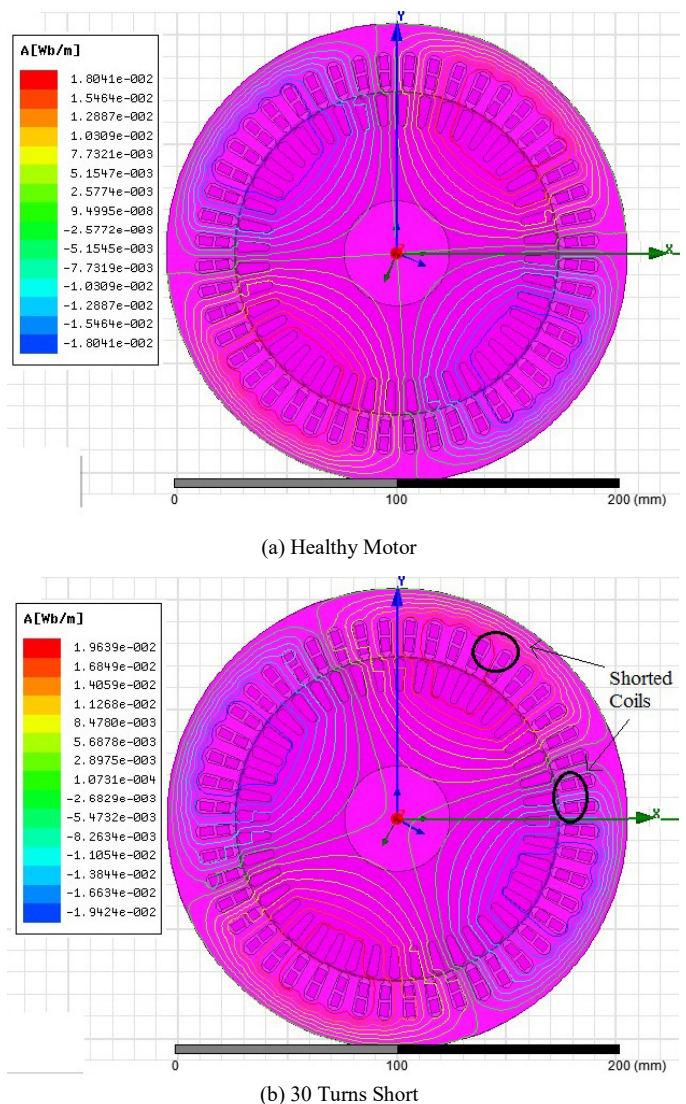 A[Wb/m]
1.8041e-002
1.5464e-002
1.2887e-002
1.0309e-002
7.7321e-003
5.1547e-003
2.5774e-003
9.4995e-008
-2.5772e-003
-5.1545e-003
-7.7319e-003
-1.0309e-002
-1.2887e-002
-1.5464e-002
-1.8041e-002
Y
X
0 100 200 (mm)
(a) Healthy Motor
A[Wb/m]
1.9639e-002
1.6849e-002
1.4059e-002
1.1268e-002
8.4780e-003
5.6878e-003
2.8975e-003
1.0731e-004
-2.6829e-003
-5.4732e-003
-8.2634e-003
-1.1054e-002
-1.3844e-002
-1.6634e-002
-1.9424e-002
Y
Shorted
Coils
X
0 100 200 (mm)
(b) 30 Turns Short